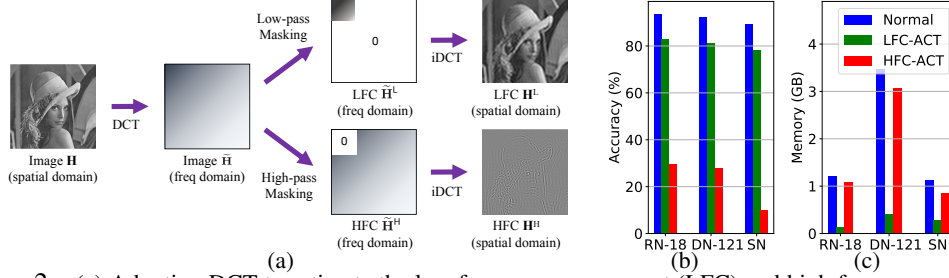 Low-pass
Masking
0
iDCT
LFC H̃ᴸ
(freq domain)
LFC Hᴸ
(spatial domain)
DCT
Image H
(spatial domain)
Image H̃
(freq domain)
High-pass
Masking
0
iDCT
HFC H̃ᴴ
(freq domain)
HFC Hᴴ
(spatial domain)
(a)
Accuracy (%)
80
60
40
20
0
RN-18 DN-121 SN
(b)
Memory (GB)
4
3
2
1
0
Normal
LFC-ACT
HFC-ACT
RN-18 DN-121 SN
(c)